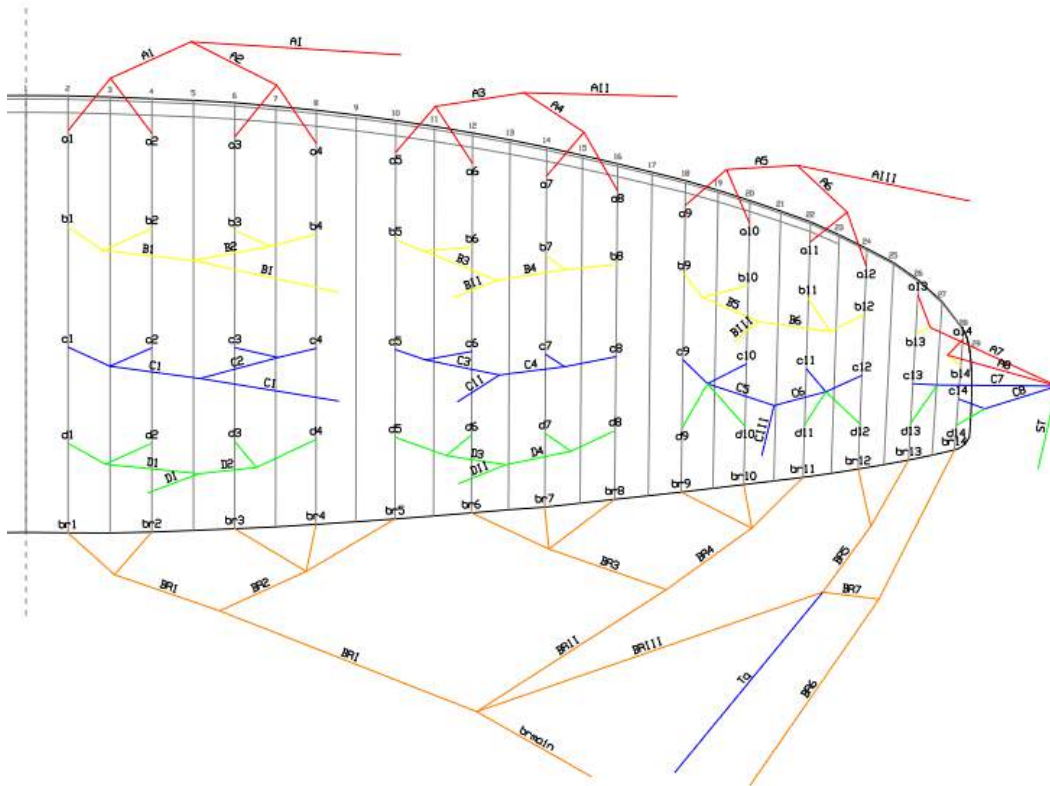 A1 A2 AI
2 3 4 5 6 7 8 9 10 11 12 13 14 15 16 17 18 19 20 21 22 23 24 25 26 27 28 29
A3 A4 AII
A5 A6 AIII
a1 a2 a3 a4 a5 a6 a7 a8 a9 a10 a11 a12 a13 a14
A7
A8
b1 b2 b3 b4 b5 b6 b7 b8 b9 b10 b11 b12 b13 b14
B1 B2 BI B3 BII B4 B5 BIII B6
c1 c2 c3 c4 c5 c6 c7 c8 c9 c10 c11 c12 c13 c14
C1 C2 C1 C3 CII C4 C5 CIII C6 C7 C8
ST
d1 a2 d3 d4 d5 d6 d7 d8 d9 d10 d11 d12 d13 d14
D1 DI D2 D3 DII D4
br1 br2 br3 br4 br5 br6 br7 br8 br9 br10 br11 br12 br13 br14
BR1 BR2 BR3 BR4 BR5 BR7
BRI BRII BRIII BR6
brmain